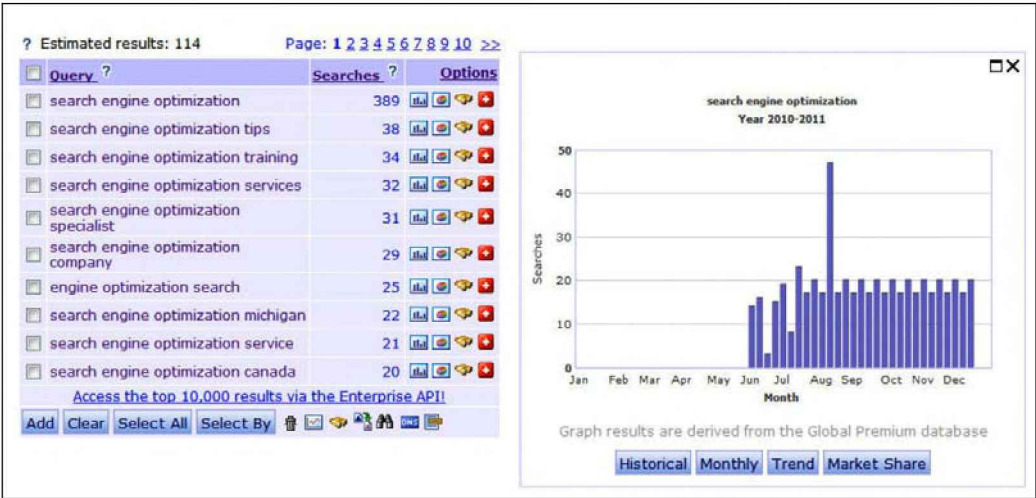 ? Estimated results: 114 Page: 1 2 3 4 5 6 7 8 9 10 >>
Query ? Searches ? Options
search engine optimization 389
search engine optimization tips 38
search engine optimization training 34
search engine optimization services 32
search engine optimization
specialist 31
search engine optimization
company 29
engine optimization search 25
search engine optimization michigan 22
search engine optimization service 21
search engine optimization canada 20
Access the top 10,000 results via the Enterprise API!
Add Clear Select All Select By DNS
search engine optimization
Year 2010-2011
50
40
30
20
10
0
Searches
Jan Feb Mar Apr May Jun Jul Aug Sep Oct Nov Dec
Month
Graph results are derived from the Global Premium database
Historical Monthly Trend Market Share